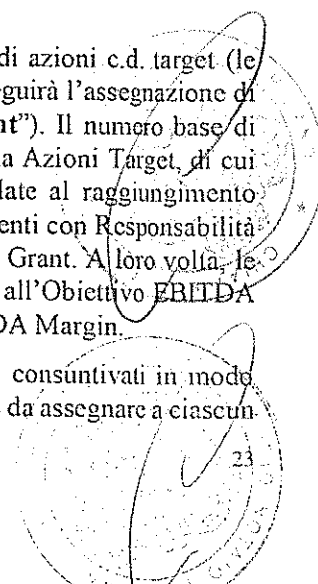 di azioni c.d. target (le
guirà l'assegnazione di
nt”). Il numero base di
a Azioni Target, di cui
late al raggiungimento
enti con Responsabilità
Grant. A loro volta, le
all'Obiettivo EBITDA
DA Margin.
consuntivati in modo
da assegnare a ciascun
23